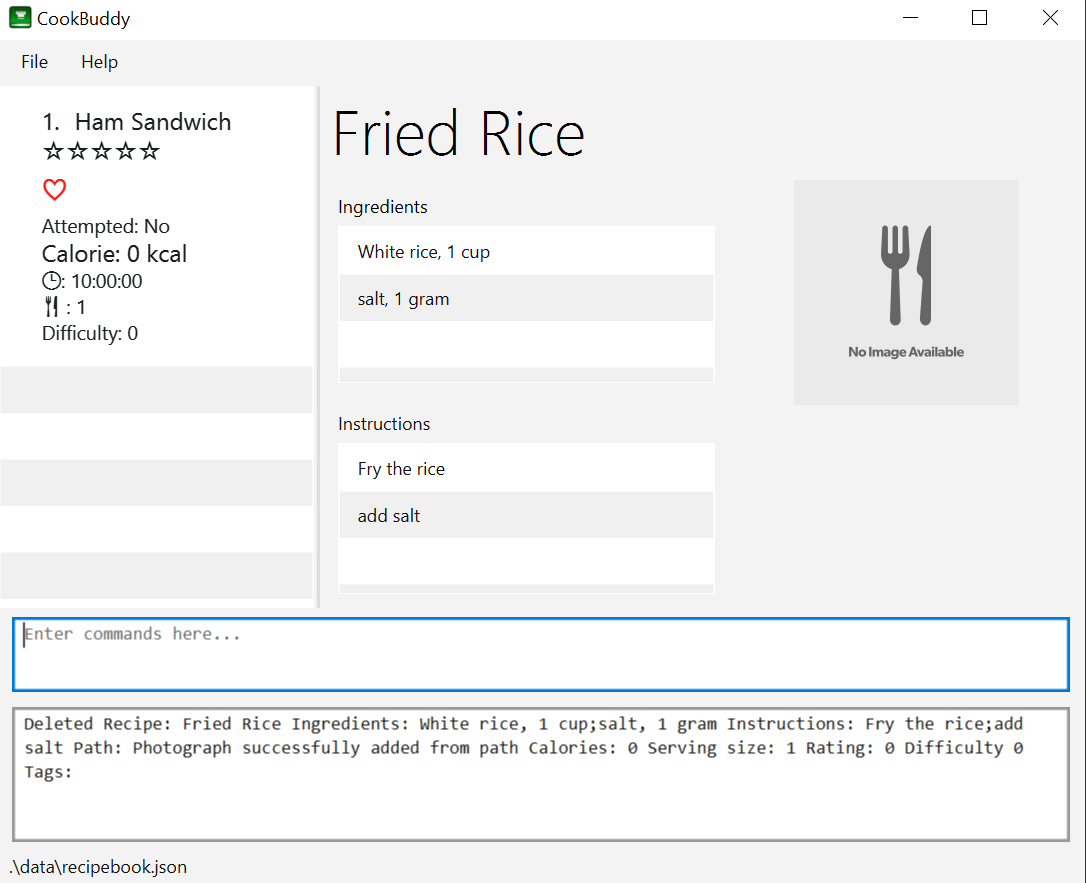 CookBuddy
File Help
1. Ham Sandwich
☆☆☆☆☆
♡
Attempted: No
Calorie: 0 kcal
: 10:00:00
: 1
Difficulty: 0
Fried Rice
Ingredients
White rice, 1 cup
salt, 1 gram
No Image Available
Instructions
Fry the rice
add salt
Enter commands here...
Deleted Recipe: Fried Rice Ingredients: White rice, 1 cup;salt, 1 gram Instructions: Fry the rice;add
salt Path: Photograph successfully added from path Calories: 0 Serving size: 1 Rating: 0 Difficulty 0
Tags:
.\data\recipebook.json